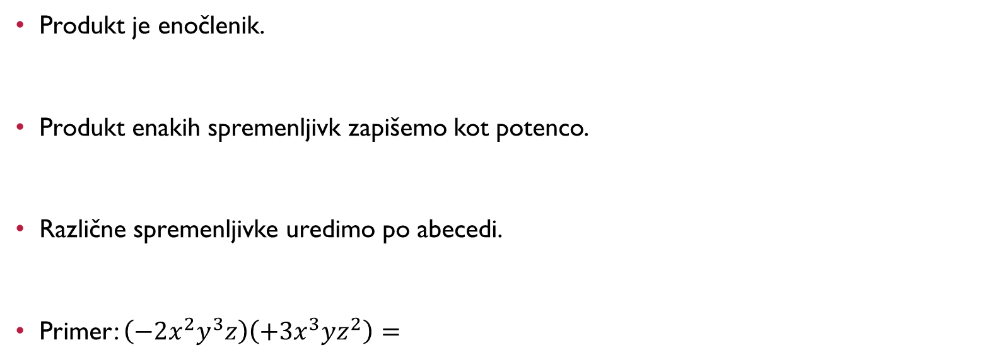 • Produkt je enočlenik.
• Produkt enakih spremenljivk zapišemo kot potenco.
• Različne spremenljivke uredimo po abecedi.
• Primer: (−2x²y³z)(+3x³yz²) =